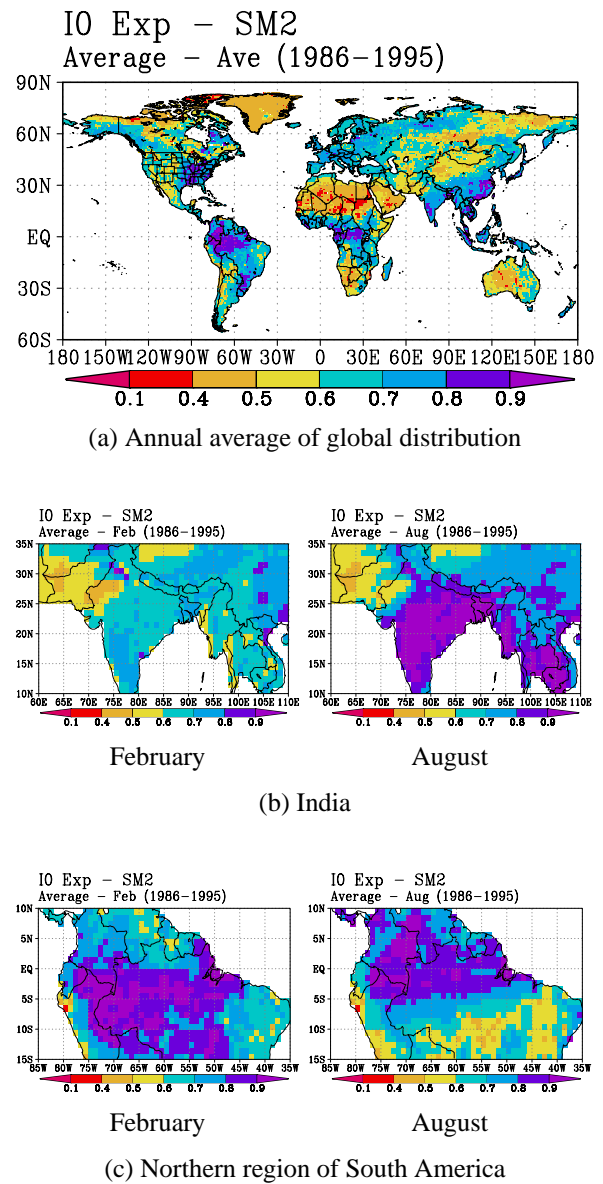 IO Exp - SM2
Average - Ave (1986-1995)
90N
60N
30N
EQ
30S
60S
180 150W 120W 90W 60W 30W 0 30E 60E 90E 120E 150E 180
0.1 0.4 0.5 0.6 0.7 0.8 0.9
(a) Annual average of global distribution
IO Exp - SM2 IO Exp - SM2
Average - Feb (1986-1995) Average - Aug (1986-1995)
35N 35N
30N 30N
25N 25N
20N 20N
15N 15N
10N 10N
60E 65E 70E 75E 80E 85E 90E 95E 100E 105E 110E 60E 65E 70E 75E 80E 85E 90E 95E 100E 105E 110E
0.1 0.4 0.5 0.6 0.7 0.8 0.9 0.1 0.4 0.5 0.6 0.7 0.8 0.9
February August
(b) India
IO Exp - SM2 IO Exp - SM2
Average - Feb (1986-1995) Average - Aug (1986-1995)
10N 10N
5N 5N
EQ EQ
5S 5S
10S 10S
15S 15S
85W 80W 75W 70W 65W 60W 55W 50W 45W 40W 35W 85W 80W 75W 70W 65W 60W 55W 50W 45W 40W 35W
0.1 0.4 0.5 0.6 0.7 0.8 0.9 0.1 0.4 0.5 0.6 0.7 0.8 0.9
February August
(c) Northern region of South America